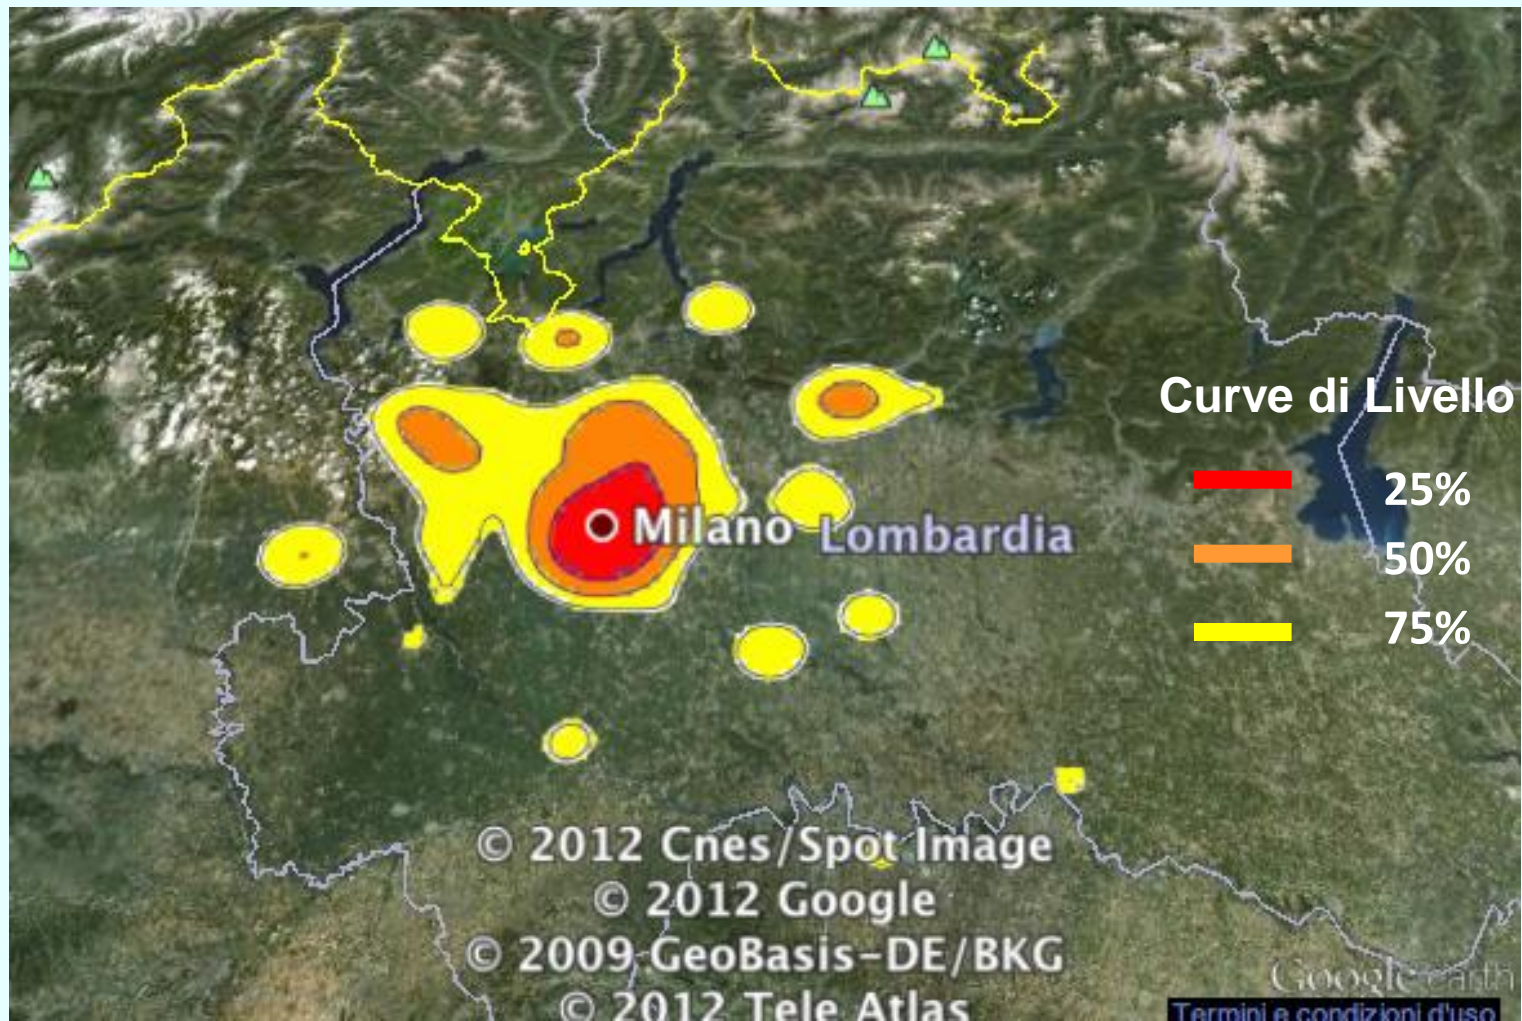 Curve di Livello
25%
Milano
Lombardia
50%
75%
© 2012 Cnes/Spot Image
© 2012 Google
© 2009 GeoBasis-DE/BKG
© 2012 Tele Atlas
Google earth
Termini e condizioni d'uso